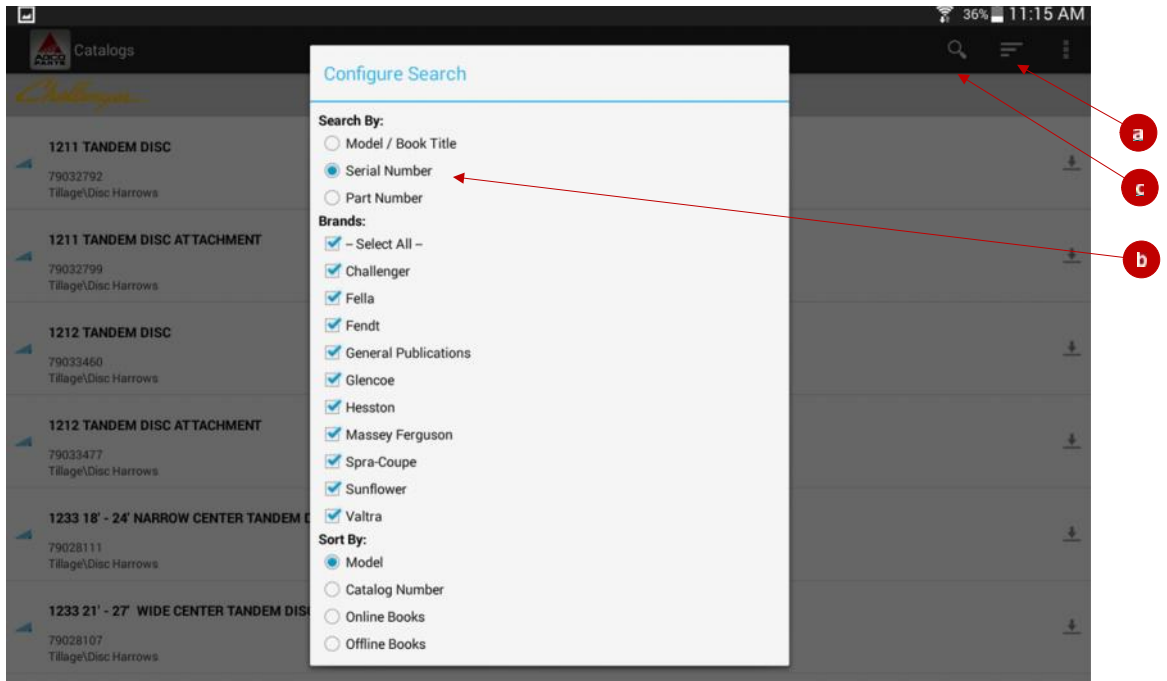 36% 11:15 AM
AGCO
PARTS
Catalogs
Challenger
Configure Search
Search By:
Model / Book Title
Serial Number
Part Number
Brands:
-- Select All --
Challenger
Fella
Fendt
General Publications
Glencoe
Hesston
Massey Ferguson
Spra-Coupe
Sunflower
Valtra
Sort By:
Model
Catalog Number
Online Books
Offline Books
1211 TANDEM DISC
79032792
Tillage\Disc Harrows
1211 TANDEM DISC ATTACHMENT
79032799
Tillage\Disc Harrows
1212 TANDEM DISC
79033460
Tillage\Disc Harrows
1212 TANDEM DISC ATTACHMENT
79033477
Tillage\Disc Harrows
1233 18' - 24' NARROW CENTER TANDEM D
79028111
Tillage\Disc Harrows
1233 21' - 27' WIDE CENTER TANDEM DIS
79028107
Tillage\Disc Harrows
a
c
b